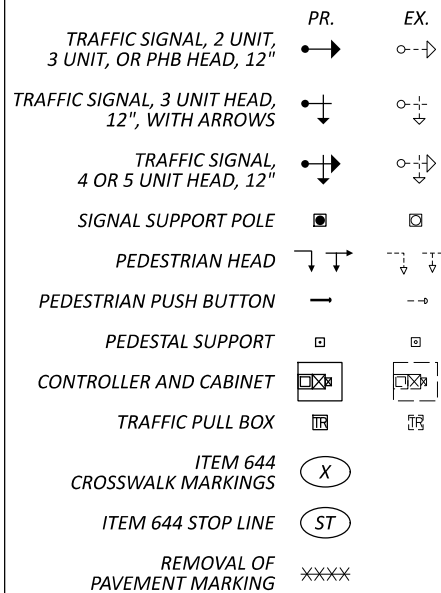 PR. EX.
TRAFFIC SIGNAL, 2 UNIT,
3 UNIT, OR PHB HEAD, 12"
TRAFFIC SIGNAL, 3 UNIT HEAD,
12", WITH ARROWS
TRAFFIC SIGNAL,
4 OR 5 UNIT HEAD, 12"
SIGNAL SUPPORT POLE
PEDESTRIAN HEAD
PEDESTRIAN PUSH BUTTON
PEDESTAL SUPPORT
CONTROLLER AND CABINET
TRAFFIC PULL BOX TR TR
ITEM 644
CROSSWALK MARKINGS X
ITEM 644 STOP LINE ST
REMOVAL OF
PAVEMENT MARKING